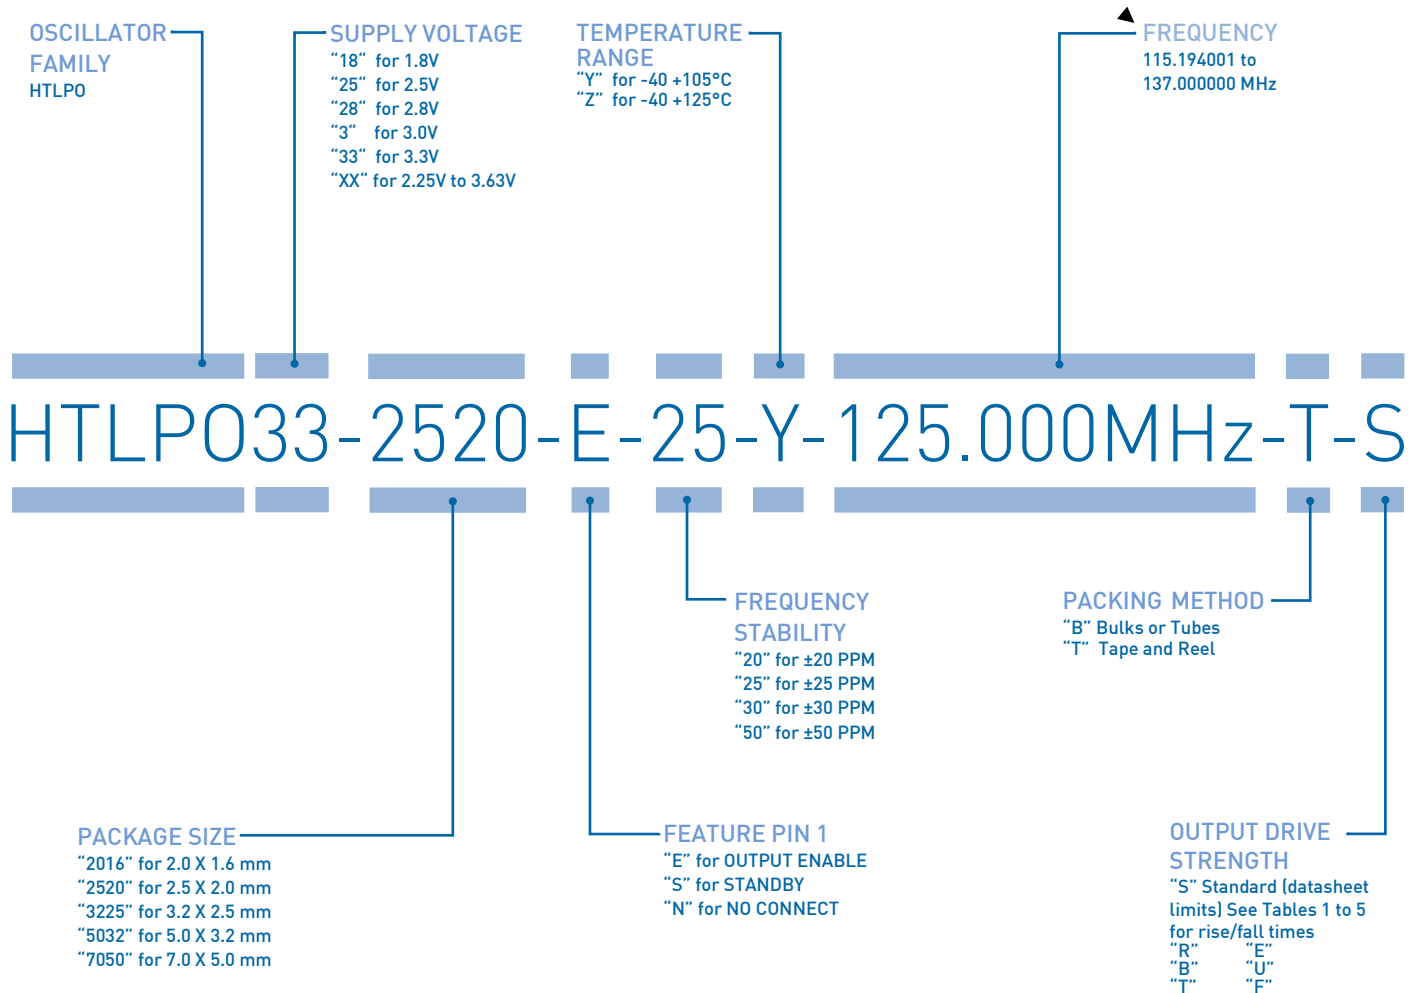 OSCILLATOR
FAMILY
HTLPO
SUPPLY VOLTAGE
“18“ for 1.8V
“25“ for 2.5V
“28“ for 2.8V
“3“ for 3.0V
“33“ for 3.3V
“XX“ for 2.25V to 3.63V
TEMPERATURE
RANGE
“Y” for -40 +105°C
“Z” for -40 +125°C
FREQUENCY
115.194001 to
137.000000 MHz
HTLPO33-2520-E-25-Y-125.000MHz-T-S
FREQUENCY
STABILITY
“20” for ±20 PPM
“25” for ±25 PPM
“30” for ±30 PPM
“50” for ±50 PPM
PACKING METHOD
“B” Bulks or Tubes
“T” Tape and Reel
PACKAGE SIZE
“2016” for 2.0 X 1.6 mm
“2520” for 2.5 X 2.0 mm
“3225” for 3.2 X 2.5 mm
“5032” for 5.0 X 3.2 mm
“7050” for 7.0 X 5.0 mm
FEATURE PIN 1
“E” for OUTPUT ENABLE
“S” for STANDBY
“N” for NO CONNECT
OUTPUT DRIVE
STRENGTH
“S” Standard (datasheet
limits) See Tables 1 to 5
for rise/fall times
“R” “E”
“B” “U”
“T” “F”